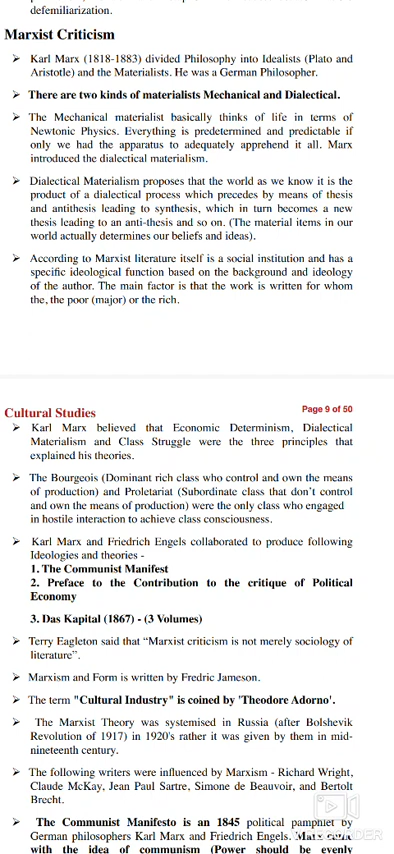 defemiliarization.
Marxist Criticism
➢ Karl Marx (1818-1883) divided Philosophy into Idealists (Plato and
Aristotle) and the Materialists. He was a German Philosopher.
➢ There are two kinds of materialists Mechanical and Dialectical.
➢ The Mechanical materialist basically thinks of life in terms of
Newtonic Physics. Everything is predetermined and predictable if
only we had the apparatus to adequately apprehend it all. Marx
introduced the dialectical materialism.
➢ Dialectical Materialism proposes that the world as we know it is the
product of a dialectical process which precedes by means of thesis
and antithesis leading to synthesis, which in turn becomes a new
thesis leading to an anti-thesis and so on. (The material items in our
world actually determines our beliefs and ideas).
➢ According to Marxist literature itself is a social institution and has a
specific ideological function based on the background and ideology
of the author. The main factor is that the work is written for whom
the, the poor (major) or the rich.
Page 9 of 50
Cultural Studies
➢ Karl Marx believed that Economic Determinism, Dialectical
Materialism and Class Struggle were the three principles that
explained his theories.
➢ The Bourgeois (Dominant rich class who control and own the means
of production) and Proletariat (Subordinate class that don't control
and own the means of production) were the only class who engaged
in hostile interaction to achieve class consciousness.
➢ Karl Marx and Friedrich Engels collaborated to produce following
Ideologies and theories -
1. The Communist Manifest
2. Preface to the Contribution to the critique of Political
Economy
3. Das Kapital (1867) - (3 Volumes)
➢ Terry Eagleton said that “Marxist criticism is not merely sociology of
literature”.
➢ Marxism and Form is written by Fredric Jameson.
➢ The term "Cultural Industry" is coined by 'Theodore Adorno'.
➢ The Marxist Theory was systemised in Russia (after Bolshevik
Revolution of 1917) in 1920's rather it was given by them in mid-
nineteenth century.
➢ The following writers were influenced by Marxism - Richard Wright,
Claude McKay, Jean Paul Sartre, Simone de Beauvoir, and Bertolt
Brecht.
➢ The Communist Manifesto is an 1845 political pamphlet by
German philosophers Karl Marx and Friedrich Engels.
with the idea of communism (Power should be evenly